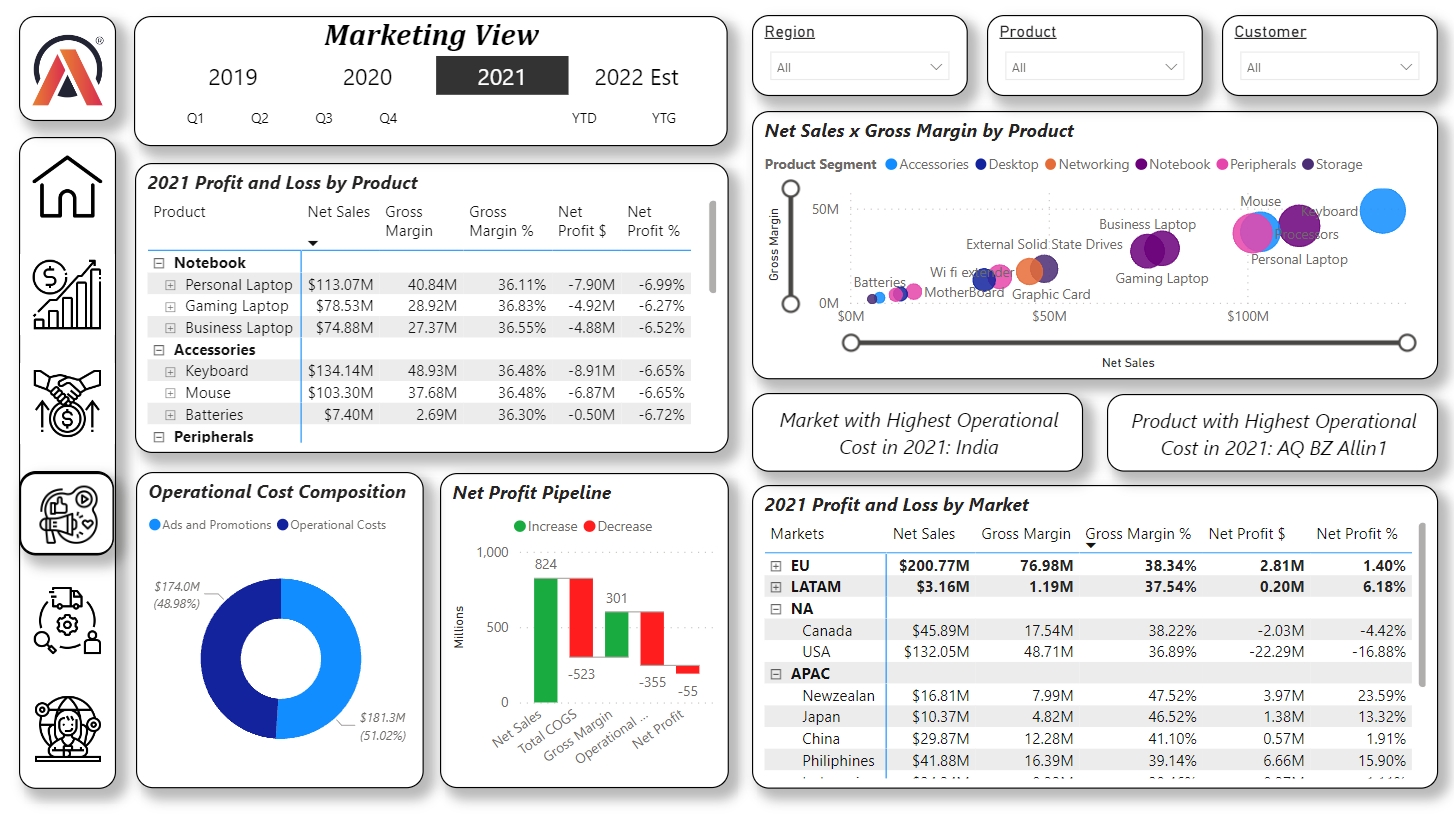 ®
Marketing View
2019 2020 2021 2022 Est
Q1 Q2 Q3 Q4 YTD YTG
Region
All
Product
All
Customer
All
2021 Profit and Loss by Product
Product Net Sales Gross Margin Gross Margin % Net Profit $ Net Profit %
Notebook
Personal Laptop $113.07M 40.84M 36.11% -7.90M -6.99%
Gaming Laptop $78.53M 28.92M 36.83% -4.92M -6.27%
Business Laptop $74.88M 27.37M 36.55% -4.88M -6.52%
Accessories
Keyboard $134.14M 48.93M 36.48% -8.91M -6.65%
Mouse $103.30M 37.68M 36.48% -6.87M -6.65%
Batteries $7.40M 2.69M 36.30% -0.50M -6.72%
Peripherals
Net Sales x Gross Margin by Product
Product Segment Accessories Desktop Networking Notebook Peripherals Storage
Gross Margin
50M
0M
Mouse
Keyboard
Business Laptop
Processors
External Solid State Drives
Personal Laptop
Wi fi extender
Gaming Laptop
Batteries
MotherBoard
Graphic Card
$0M $50M $100M
Net Sales
Market with Highest Operational
Cost in 2021: India
Product with Highest Operational
Cost in 2021: AQ BZ Allin1
Operational Cost Composition
Ads and Promotions Operational Costs
$174.0M
(48.98%)
$181.3M
(51.02%)
Net Profit Pipeline
Increase Decrease
Millions
1,000
500
0
824
-523
301
-355
-55
Net Sales
Total COGS
Gross Margin
Operational ...
Net Profit
2021 Profit and Loss by Market
Markets Net Sales Gross Margin Gross Margin % Net Profit $ Net Profit %
EU $200.77M 76.98M 38.34% 2.81M 1.40%
LATAM $3.16M 1.19M 37.54% 0.20M 6.18%
NA
Canada $45.89M 17.54M 38.22% -2.03M -4.42%
USA $132.05M 48.71M 36.89% -22.29M -16.88%
APAC
Newzealan $16.81M 7.99M 47.52% 3.97M 23.59%
Japan $10.37M 4.82M 46.52% 1.38M 13.32%
China $29.87M 12.28M 41.10% 0.57M 1.91%
Philiphines $41.88M 16.39M 39.14% 6.66M 15.90%